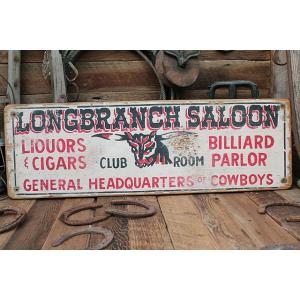 LONGBRANCH SALOON
LIQUORS BILLIARD
& CIGARS CLUB ROOM PARLOR
GENERAL HEADQUARTERS OF COWBOYS